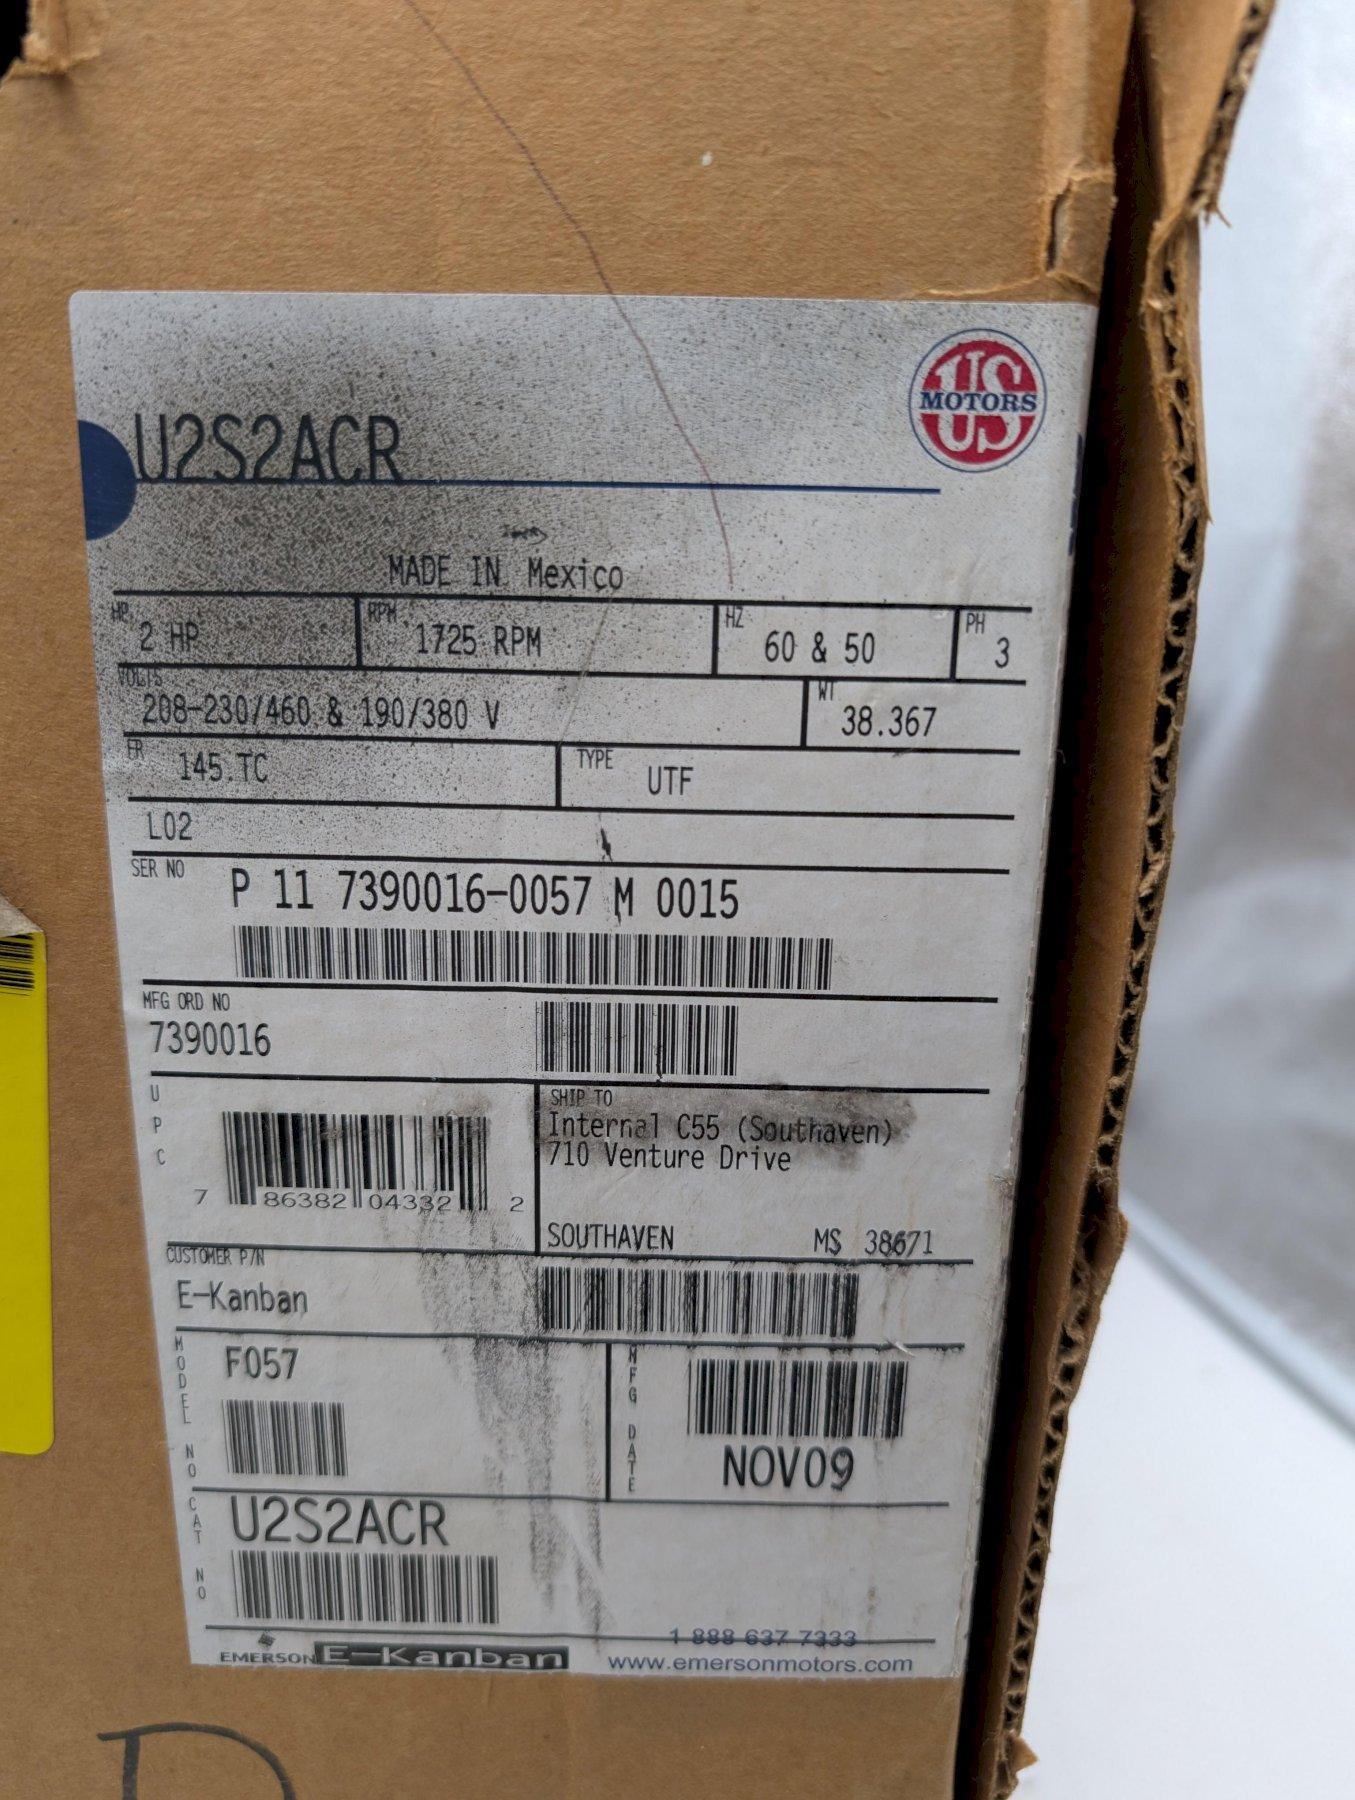 U2S2ACR
US
MOTORS
MADE IN Mexico
HP
2 HP
RPM
1725 RPM
HZ
60 & 50
PH
3
VOLTS
208-230/460 & 190/380 V
WT
38.367
FR
145.TC
TYPE
UTF
L02
SER NO
P 11 7390016-0057 M 0015
MFG ORD NO
7390016
UPC
7 86382 04332 2
SHIP TO
Internal C55 (Southaven)
710 Venture Drive
SOUTHAVEN MS 38671
CUSTOMER P/N
E-Kanban
MODEL NO
F057
MFG DATE
NOV09
CAT NO
U2S2ACR
EMERSON E-Kanban
1 888 637 7333
www.emersonmotors.com